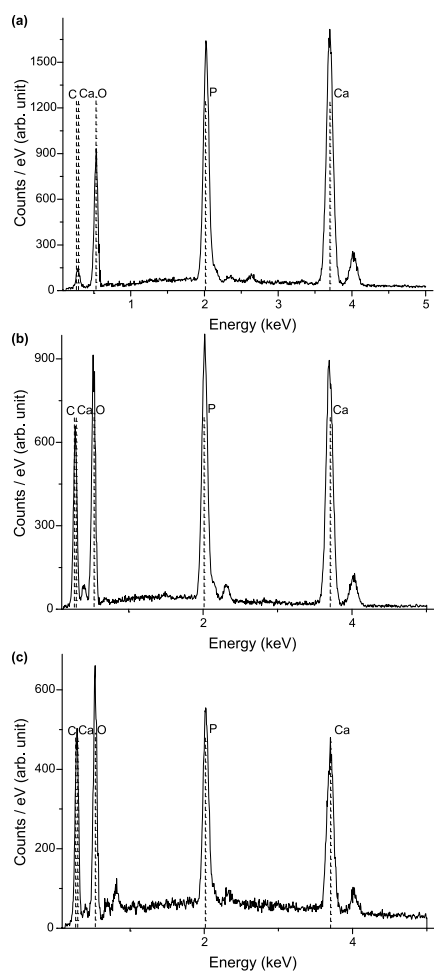 (a)
Counts / eV (arb. unit)
1500
1200
900
600
300
0
C Ca O P Ca
1 2 3 4 5
Energy (keV)
(b)
Counts / eV (arb. unit)
900
600
300
0
C Ca O P Ca
2 4
Energy (keV)
(c)
Counts / eV (arb. unit)
600
400
200
0
C Ca O P Ca
2 4
Energy (keV)